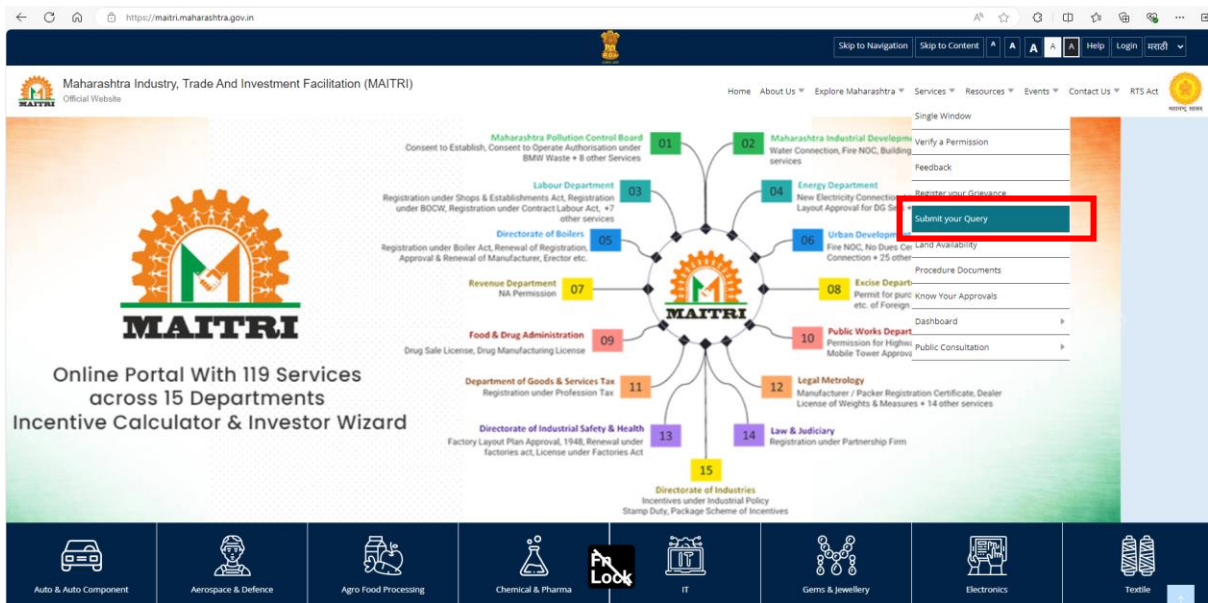 https://maitri.maharashtra.gov.in
Skip to Navigation Skip to Content A A A A A Help Login मराठी
Maharashtra Industry, Trade And Investment Facilitation (MAITRI)
Official Website
MAITRI
Home About Us Explore Maharashtra Services Resources Events Contact Us RTS Act
Single Window
Verify a Permission
Feedback
Register your Grievance
Submit your Query
Land Availability
Procedure Documents
Know Your Approvals
Dashboard
Public Consultation
MAITRI
Online Portal With 119 Services
across 15 Departments
Incentive Calculator & Investor Wizard
Maharashtra Pollution Control Board
Consent to Establish, Consent to Operate Authorisation under
BMW Waste + 8 other Services
01
02
Maharashtra Industrial
Water Connection, Fire NOC, Building
services
Labour Department
Registration under Shops & Establishments Act, Registration
under BOCW, Registration under Contract Labour Act, +7
other services
03
04
Energy Department
New Electricity Connection
Layout Approval for DG
Directorate of Boilers
Registration under Boiler Act, Renewal of Registration,
Approval & Renewal of Manufacturer, Erector etc.
05
06
Urban
Fire NOC, No Dues
Connection + 25 other
Revenue Department
NA Permission
07
08
Excise
Permit for
etc. of Foreign
MAITRI
Food & Drug Administration
Drug Sale License, Drug Manufacturing License
09
10
Public Works
Permission for
Mobile Tower
Department of Goods & Services Tax
Registration under Profession Tax
11
12
Legal Metrology
Manufacturer / Packer Registration Certificate, Dealer
License of Weights & Measures + 14 other services
Directorate of Industrial Safety & Health
Factory Layout Plan Approval, 1948, Renewal under
factories act, License under Factories Act
13
14
Law & Judiciary
Registration under Partnership Firm
15
Directorate of Industries
Incentives under Industrial Policy
Stamp Duty, Package Scheme of Incentives
Auto & Auto Component
Aerospace & Defence
Agro Food Processing
Chemical & Pharma
Fn
Lock
IT
IT
Gems & Jewellery
Electronics
Textile